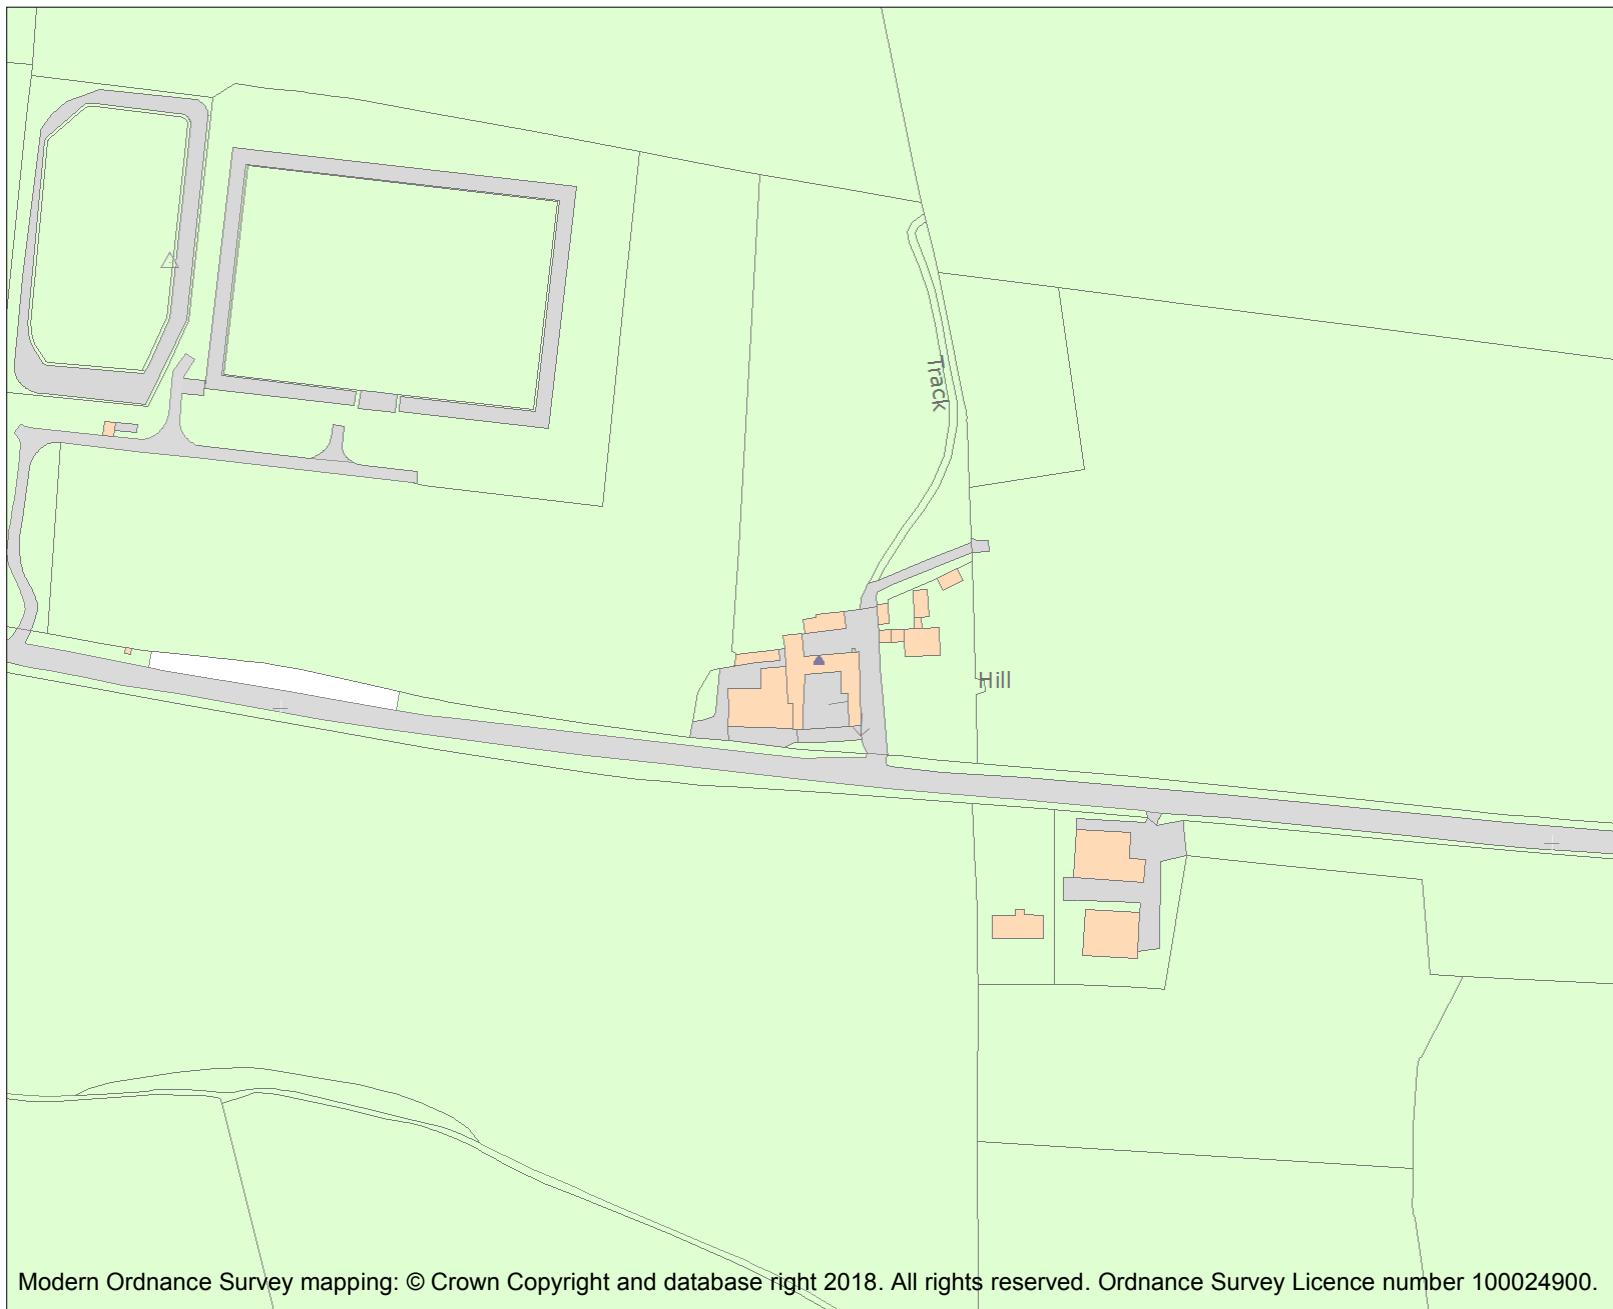 Track
Hill
Modern Ordnance Survey mapping: © Crown Copyright and database right 2018. All rights reserved. Ordnance Survey Licence number 100024900.